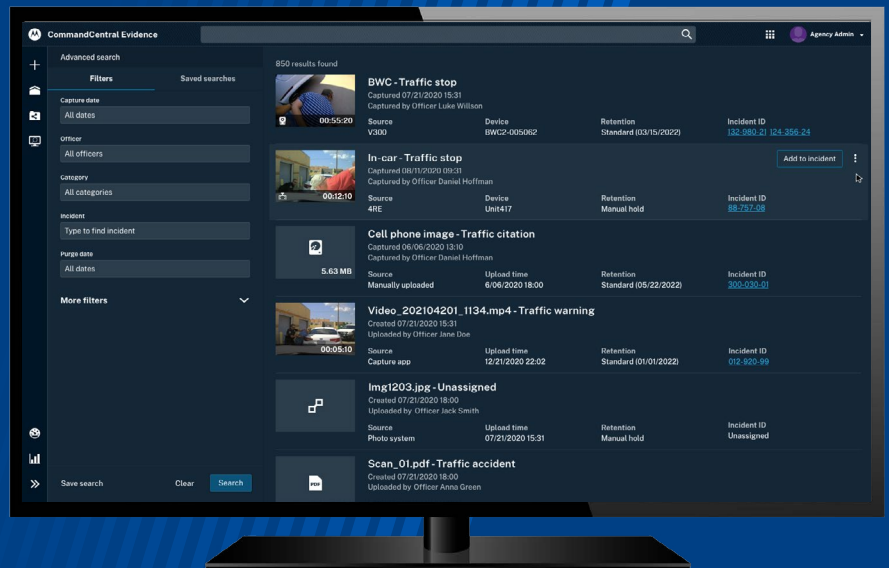 CommandCentral Evidence
Agency Admin
Advanced search
Filters
Saved searches
Capture date
All dates
Officer
All officers
Category
All categories
Incident
Type to find incident
Purge date
All dates
More filters
Save search
Clear
Search
850 results found
00:55:20
BWC - Traffic stop
Captured 07/21/2020 15:31
Captured by Officer Luke Willson
Source Device Retention Incident ID
V300 BWC2-005062 Standard (03/15/2022) 132-980-21 124-356-24
00:12:10
In-car - Traffic stop
Captured 08/11/2020 09:31
Captured by Officer Daniel Hoffman
Add to incident
Source Device Retention Incident ID
4RE Unit417 Manual hold 88-757-08
5.63 MB
Cell phone image - Traffic citation
Captured 06/06/2020 13:10
Captured by Officer Daniel Hoffman
Source Upload time Retention Incident ID
Manually uploaded 6/06/2020 18:00 Standard (05/22/2022) 300-030-01
00:05:10
Video_202104201_1134.mp4 - Traffic warning
Created 07/21/2020 15:31
Uploaded by Officer Jane Doe
Source Upload time Retention Incident ID
Capture app 12/21/2020 22:02 Standard (01/01/2022) 012-920-99
Img1203.jpg - Unassigned
Created 07/21/2020 18:00
Uploaded by Officer Jack Smith
Source Upload time Retention Incident ID
Photo system 07/21/2020 15:31 Manual hold Unassigned
PDF
Scan_01.pdf - Traffic accident
Created 07/21/2020 18:00
Uploaded by Officer Anna Green